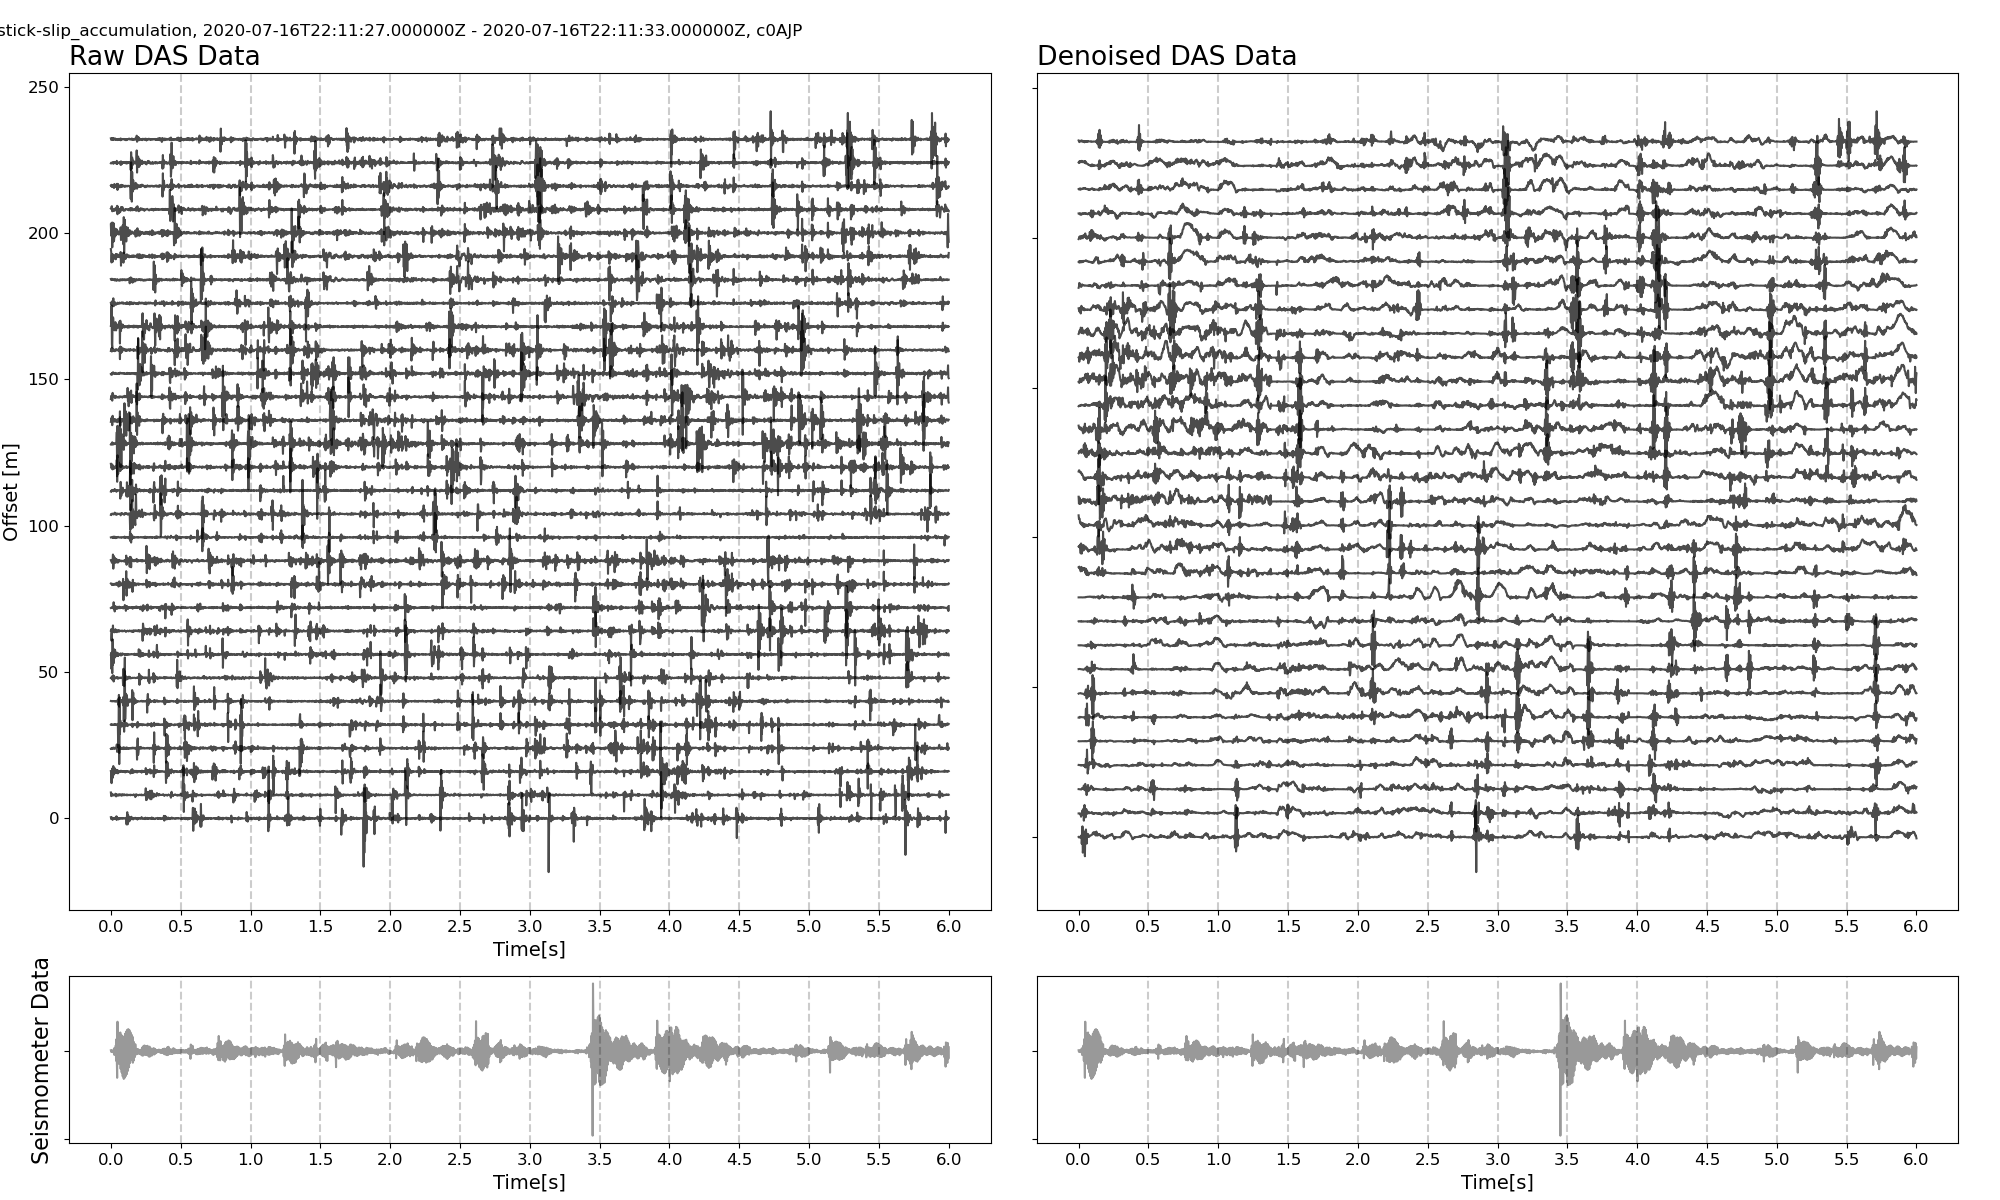 stick-slip_accumulation, 2020-07-16T22:11:27.000000Z - 2020-07-16T22:11:33.000000Z, c0AJP
Raw DAS Data
Denoised DAS Data
250
200
150
100
50
0
Offset [m]
0.0 0.5 1.0 1.5 2.0 2.5 3.0 3.5 4.0 4.5 5.0 5.5 6.0
Time[s]
0.0 0.5 1.0 1.5 2.0 2.5 3.0 3.5 4.0 4.5 5.0 5.5 6.0
Seismometer Data
0.0 0.5 1.0 1.5 2.0 2.5 3.0 3.5 4.0 4.5 5.0 5.5 6.0
Time[s]
0.0 0.5 1.0 1.5 2.0 2.5 3.0 3.5 4.0 4.5 5.0 5.5 6.0
Time[s]